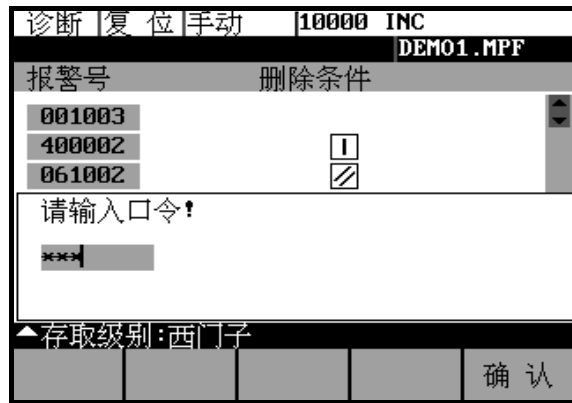 诊断 复 位 手动 10000 INC
DEMO1.MPF
报警号 删除条件
001003
400002
061002
请输入口令!
***
存取级别:西门子
确 认